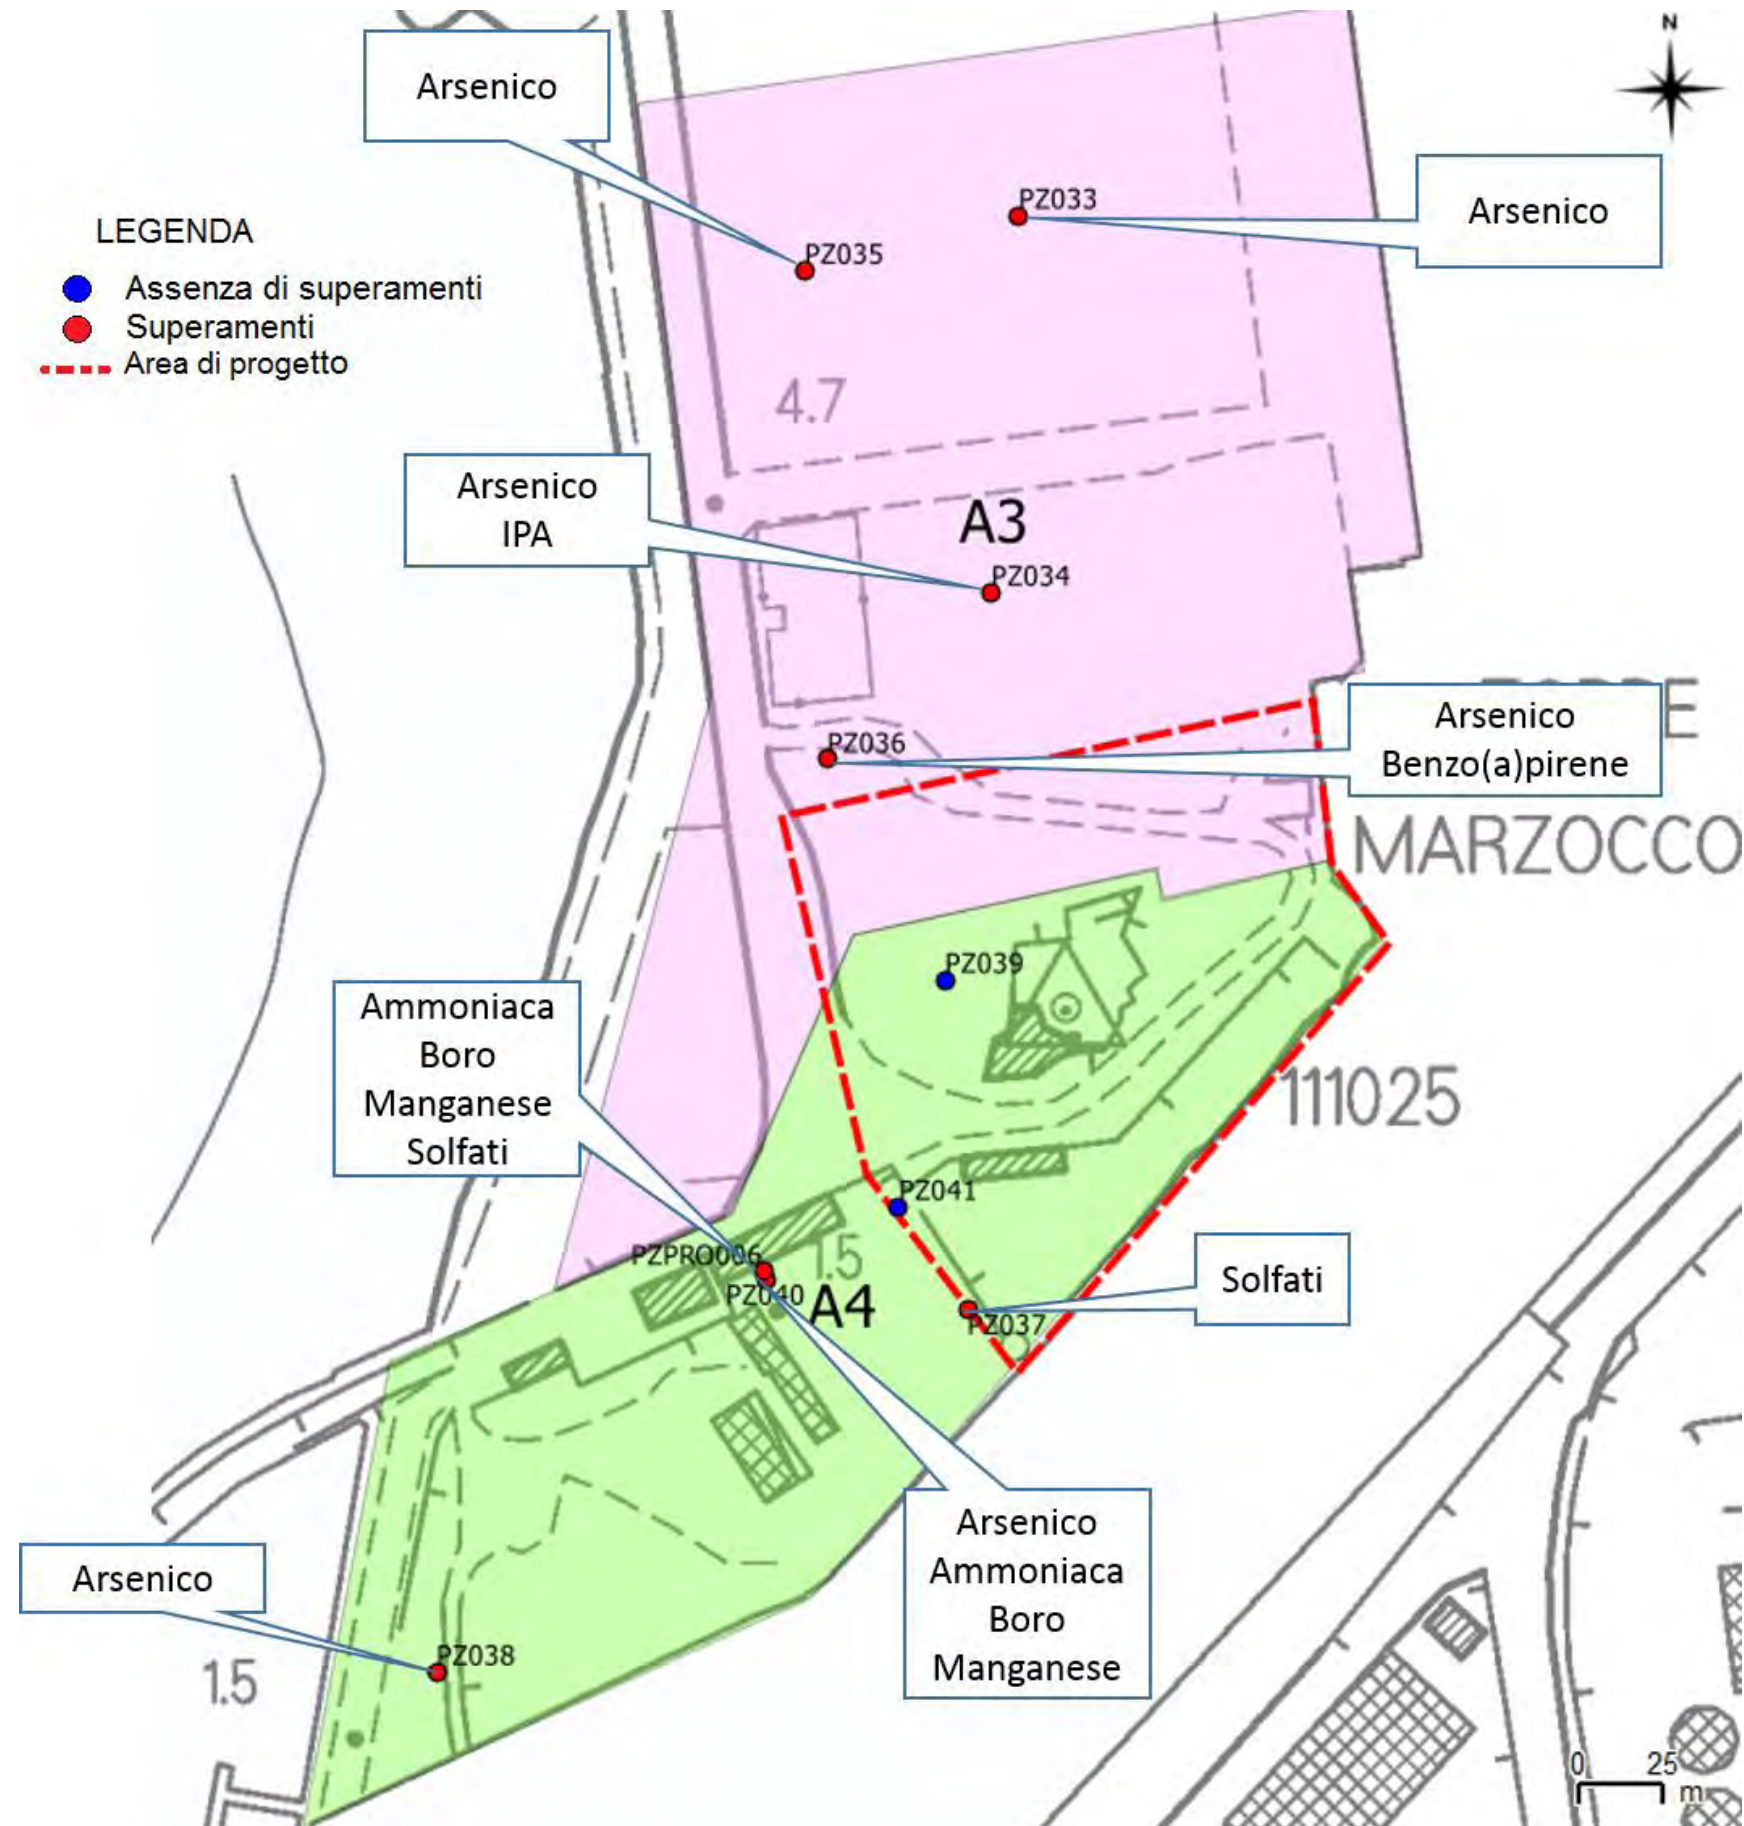 N
Arsenico
Arsenico
PZ033
PZ035
LEGENDA
Assenza di superamenti
Superamenti
Area di progetto
4.7
Arsenico
IPA
A3
PZ034
Arsenico
Benzo(a)pirene
PZ036
MARZOCCO
PZ039
Ammoniaca
Boro
Manganese
Solfati
111025
PZ041
PZPRO006
1.5
PZ040
A4
Solfati
PZ037
Arsenico
Ammoniaca
Boro
Manganese
Arsenico
PZ038
1.5
0 25
m